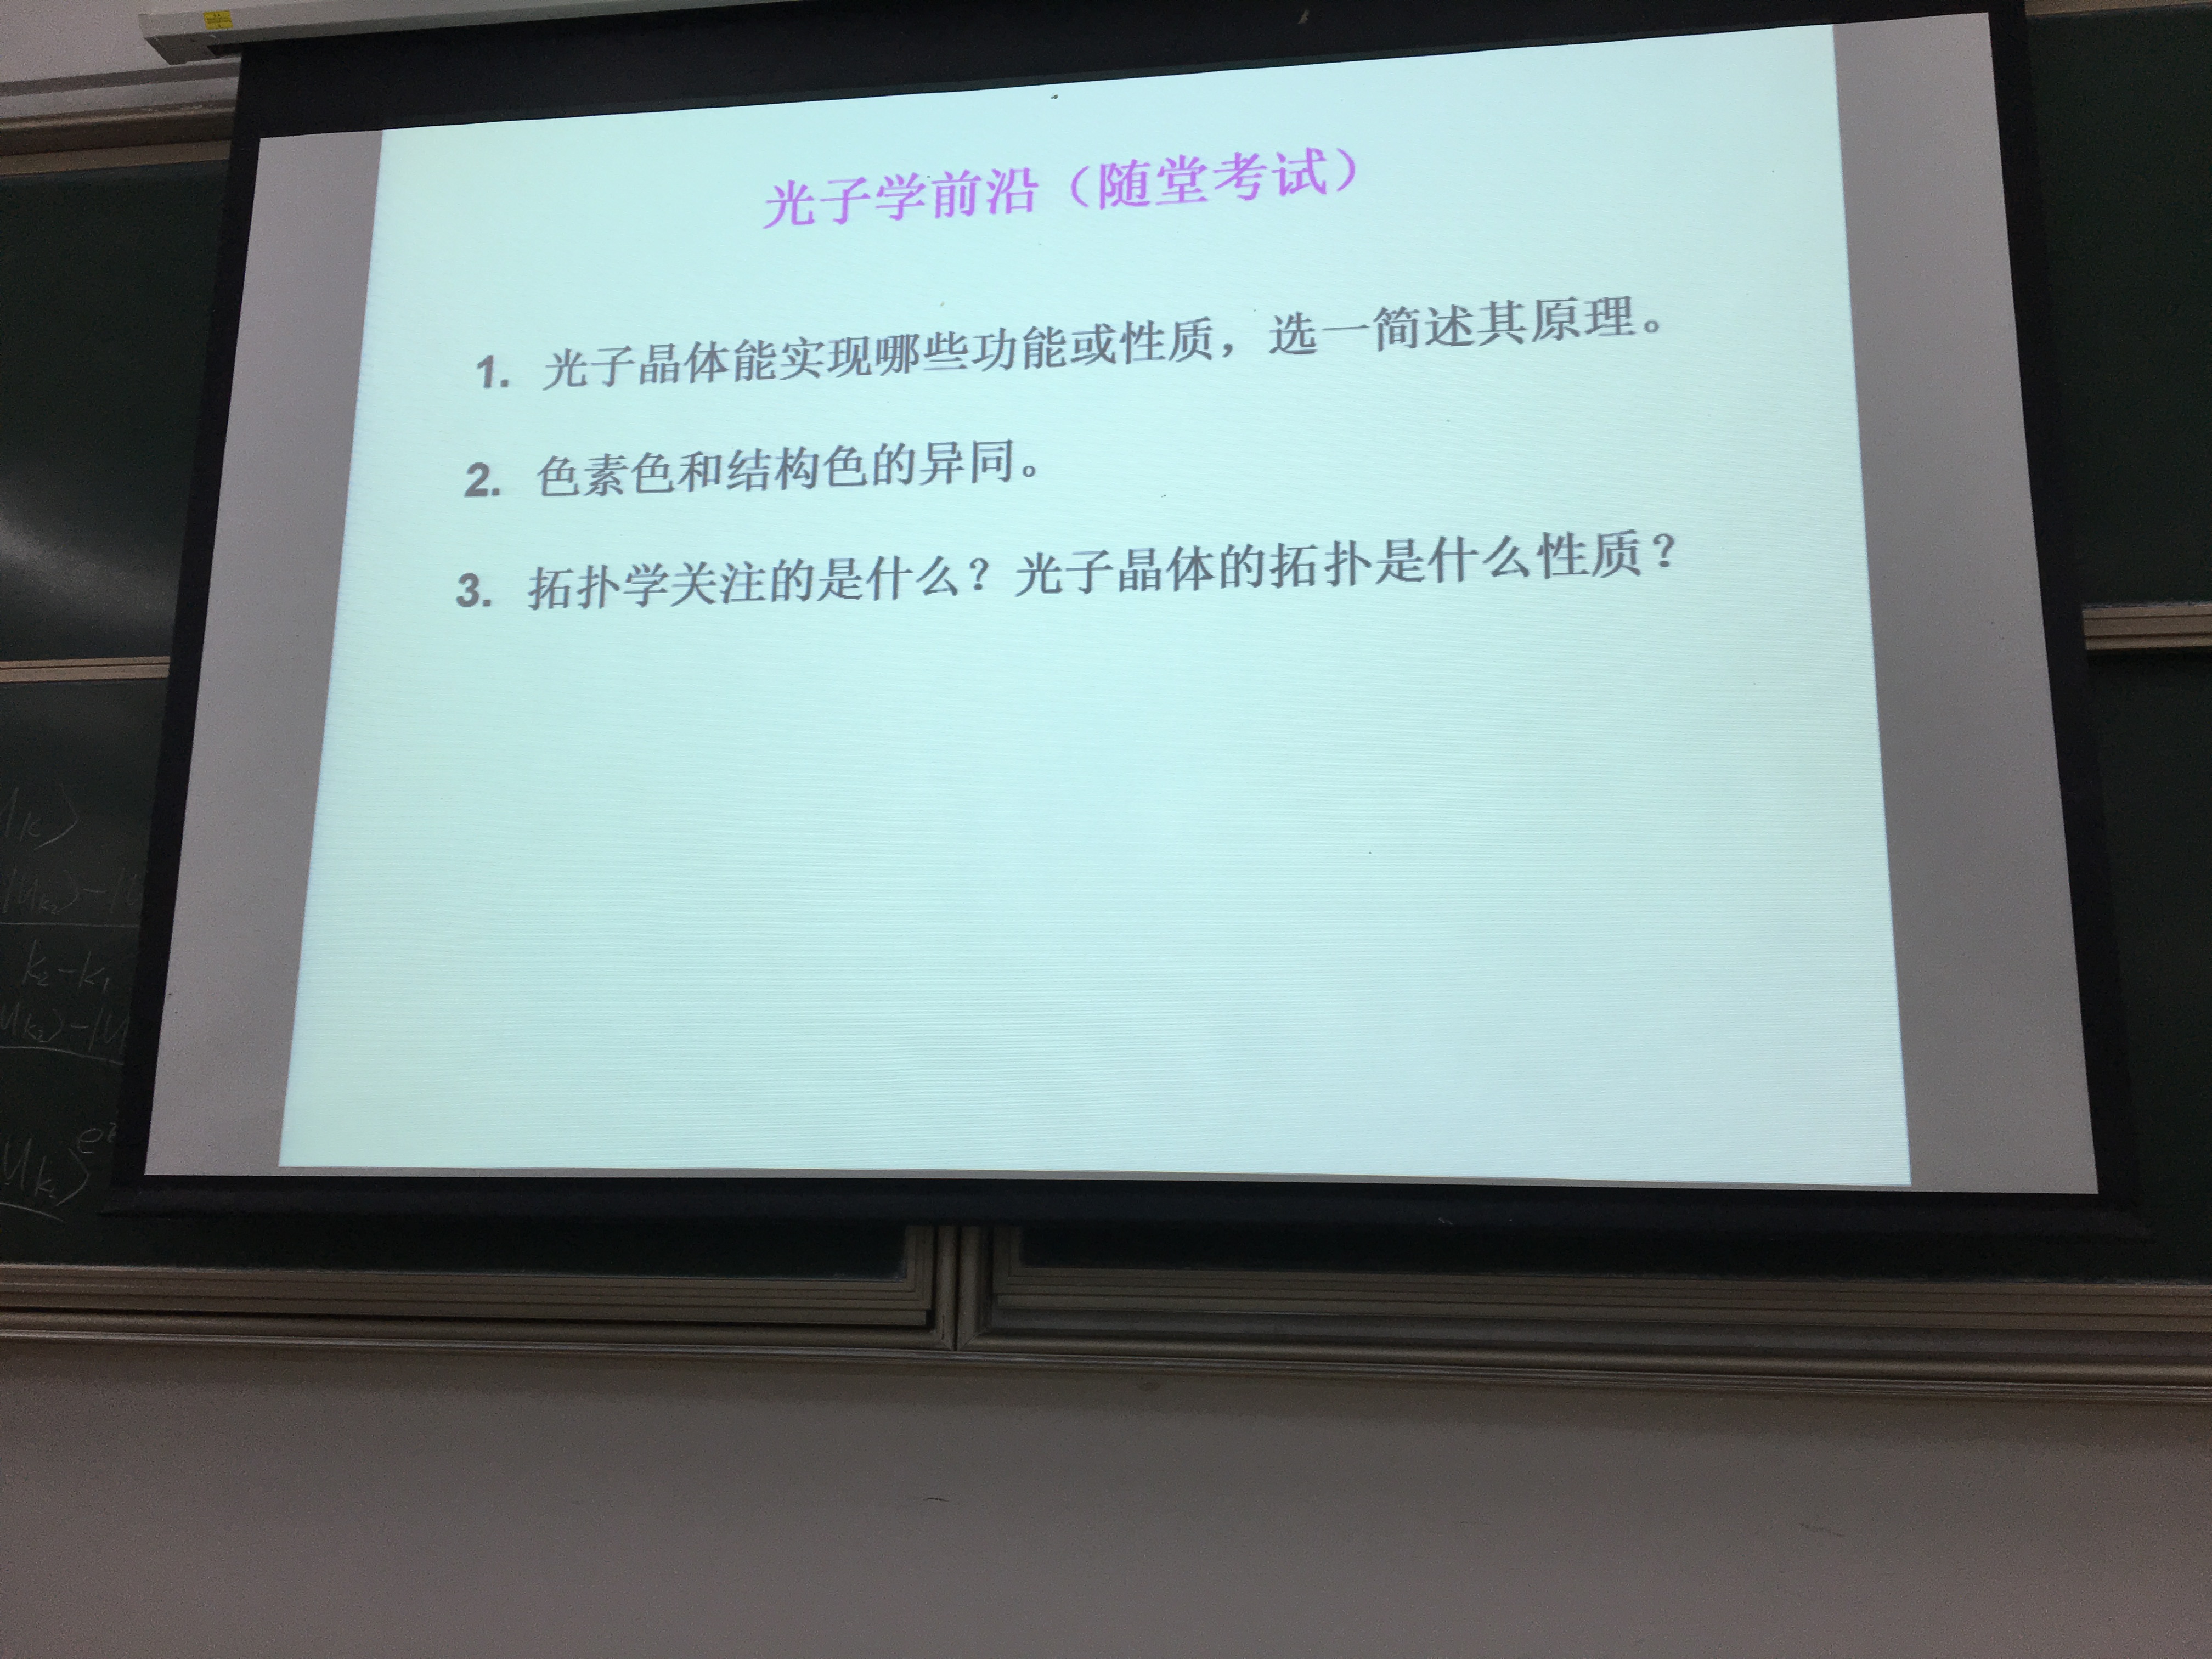 光子学前沿（随堂考试）
1. 光子晶体能实现哪些功能或性质，选一简述其原理。
2. 色素色和结构色的异同。
3. 拓扑学关注的是什么？光子晶体的拓扑是什么性质？
k₂-k₁